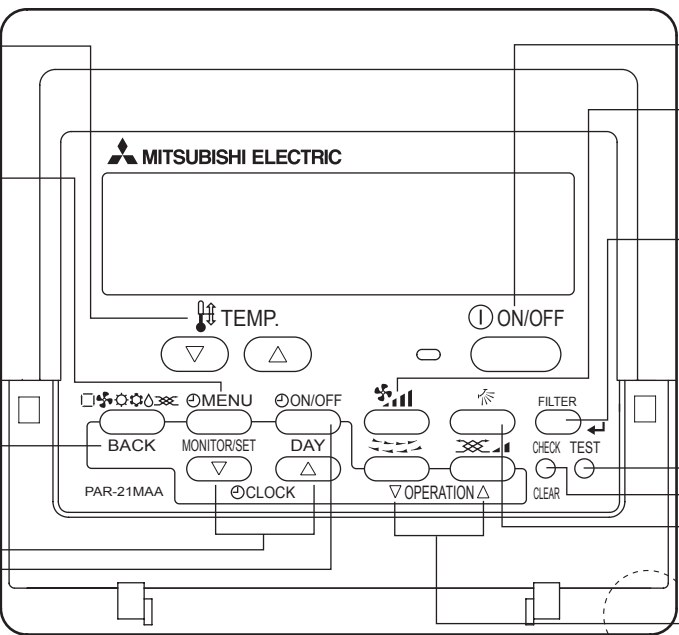 MITSUBISHI ELECTRIC
TEMP.
ON/OFF
MENU
ON/OFF
FILTER
BACK
MONITOR/SET
DAY
CHECK
TEST
PAR-21MAA
CLOCK
OPERATION
CLEAR